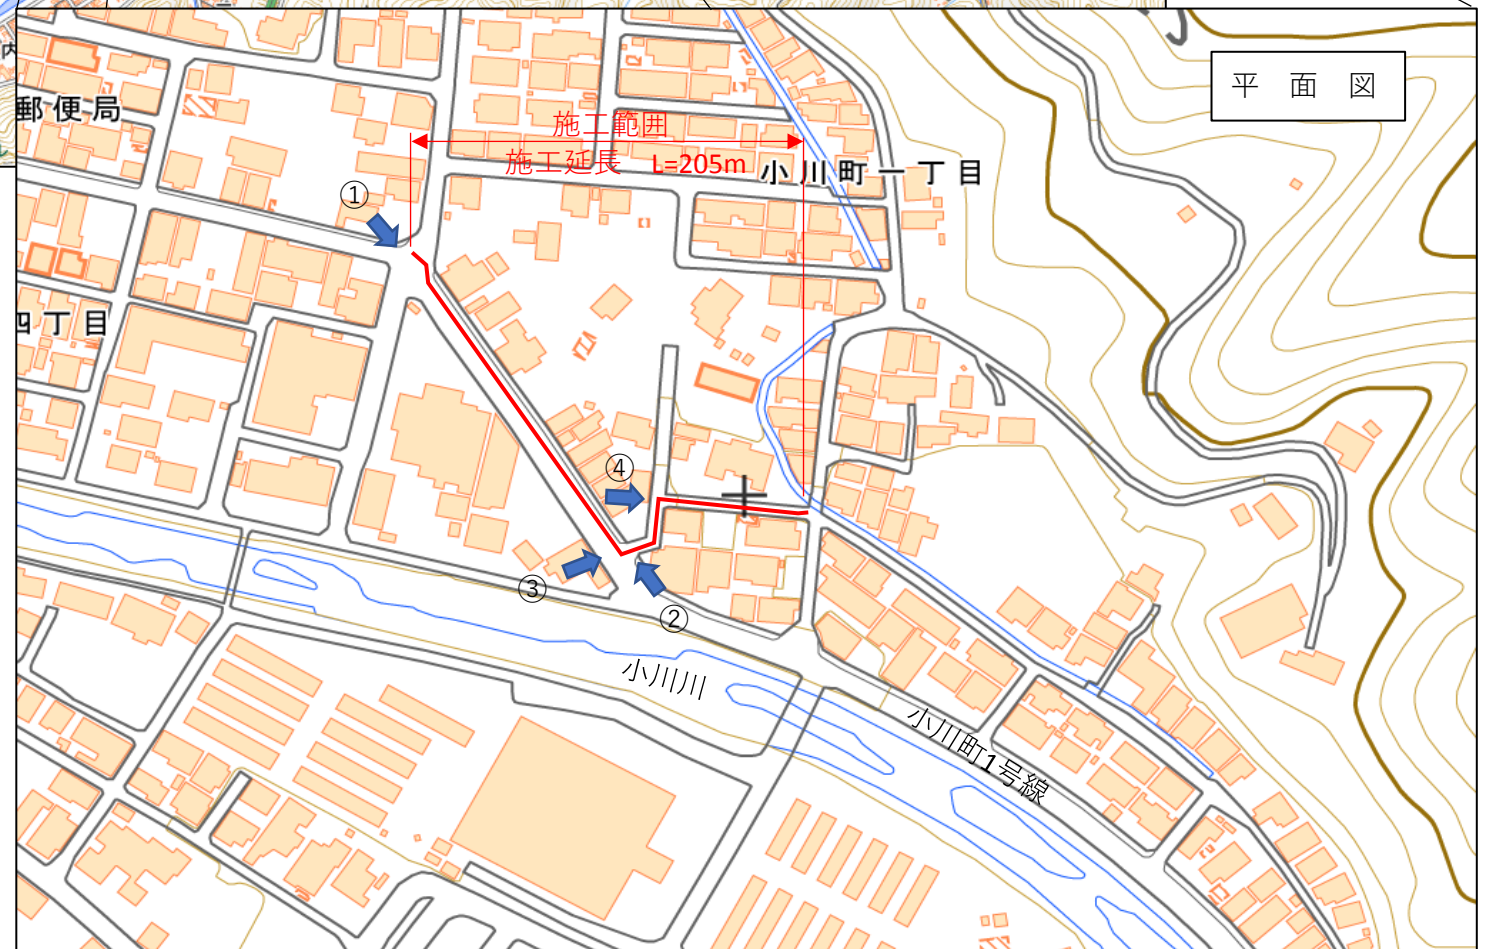 内
平 面 図
郵便局
施工範囲
施工延長 L=205m
小川町一丁目
①
四丁目
④
③
②
小川川
小川町1号線